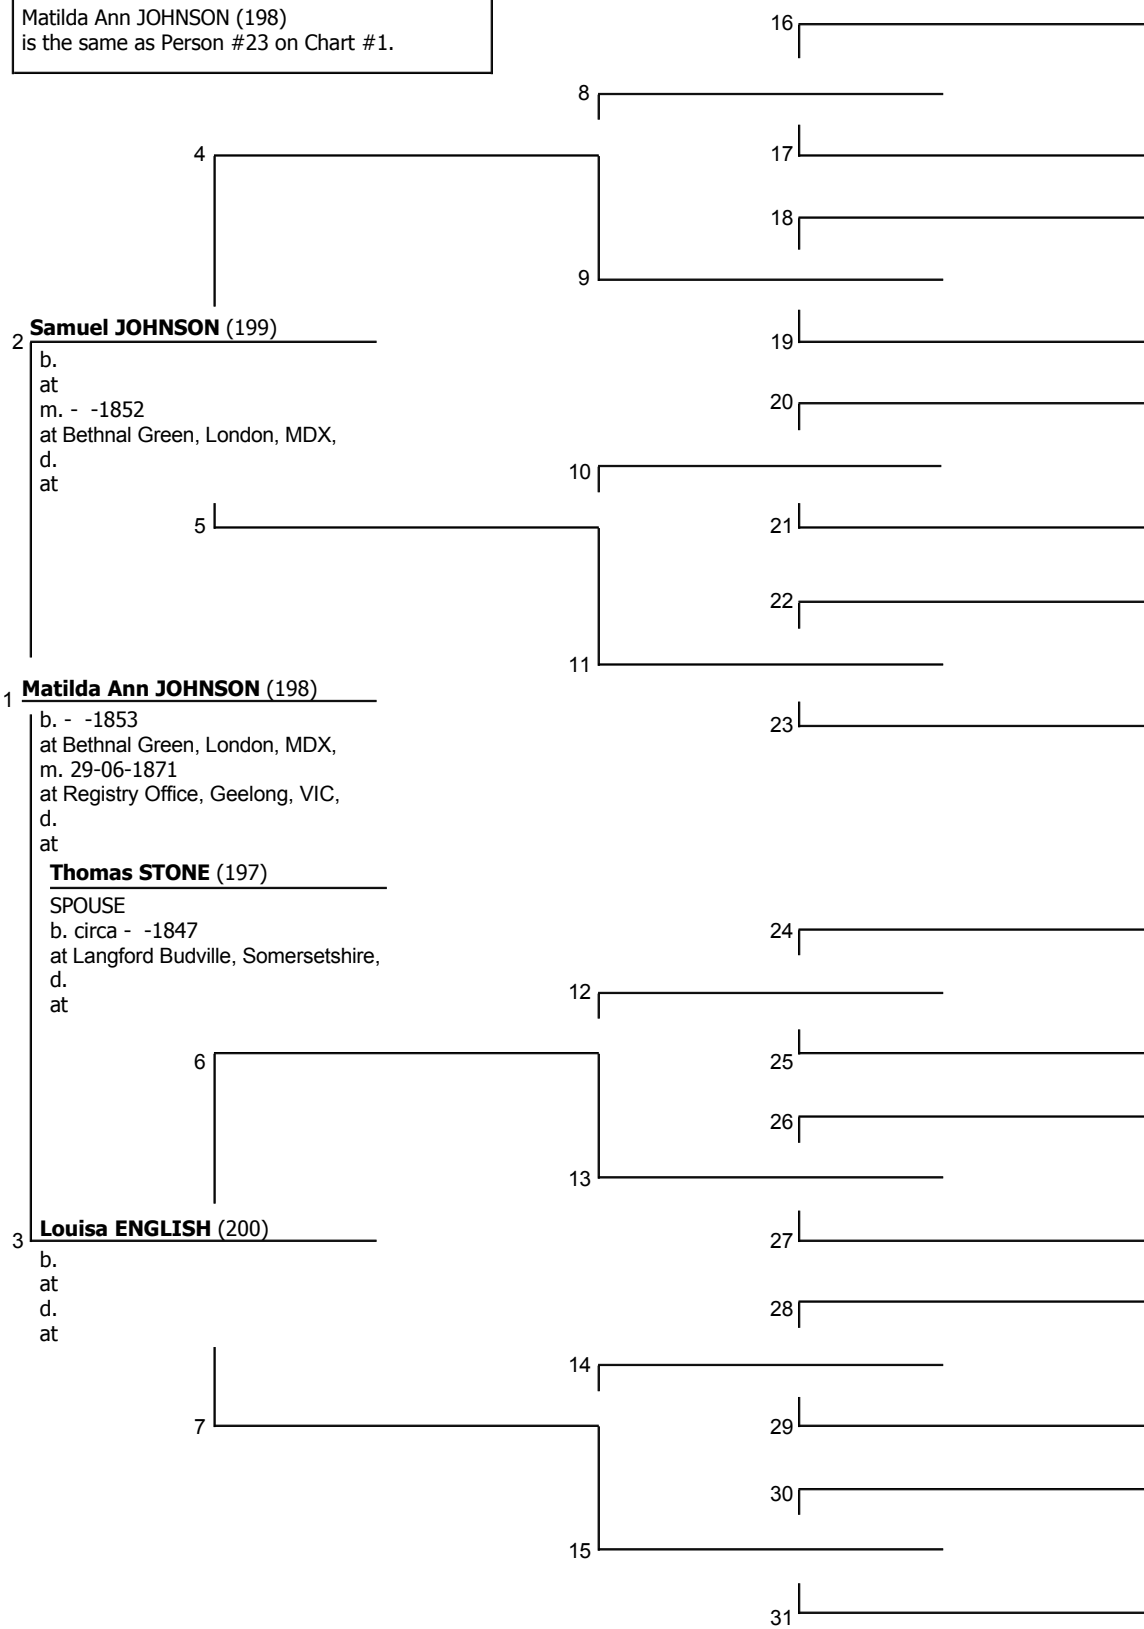 Matilda Ann JOHNSON (198)
is the same as Person #23 on Chart #1.
16
8
4
17
18
9
2 Samuel JOHNSON (199)
19
b.
at
m. - -1852
20
at Bethnal Green, London, MDX,
d.
10
at
5
21
22
11
1 Matilda Ann JOHNSON (198)
b. - -1853
23
at Bethnal Green, London, MDX,
m. 29-06-1871
at Registry Office, Geelong, VIC,
d.
at
Thomas STONE (197)
SPOUSE
b. circa - -1847
24
at Langford Budville, Somersetshire,
d.
12
at
6
25
26
13
3 Louisa ENGLISH (200)
27
b.
at
d.
28
at
14
7
29
30
15
31